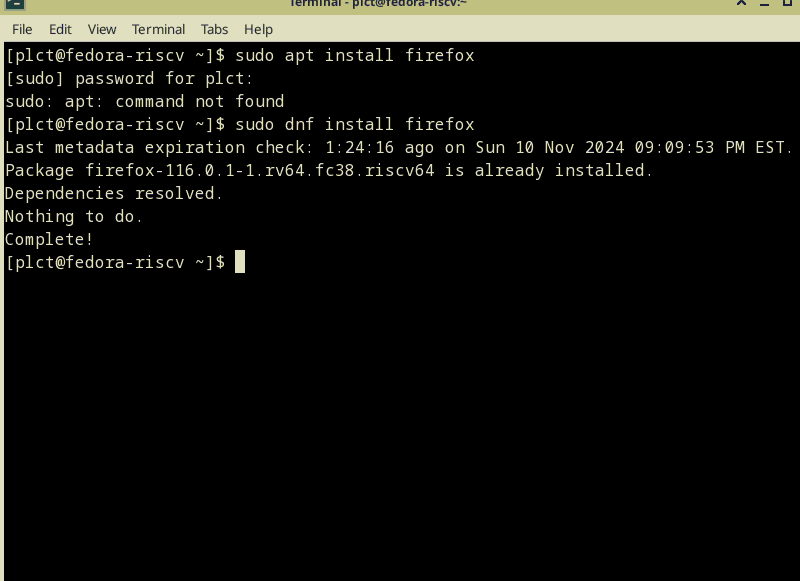 Terminal - plct@fedora-riscv:~
File Edit View Terminal Tabs Help
[plct@fedora-riscv ~]$ sudo apt install firefox
[sudo] password for plct:
sudo: apt: command not found
[plct@fedora-riscv ~]$ sudo dnf install firefox
Last metadata expiration check: 1:24:16 ago on Sun 10 Nov 2024 09:09:53 PM EST.
Package firefox-116.0.1-1.rv64.fc38.riscv64 is already installed.
Dependencies resolved.
Nothing to do.
Complete!
[plct@fedora-riscv ~]$